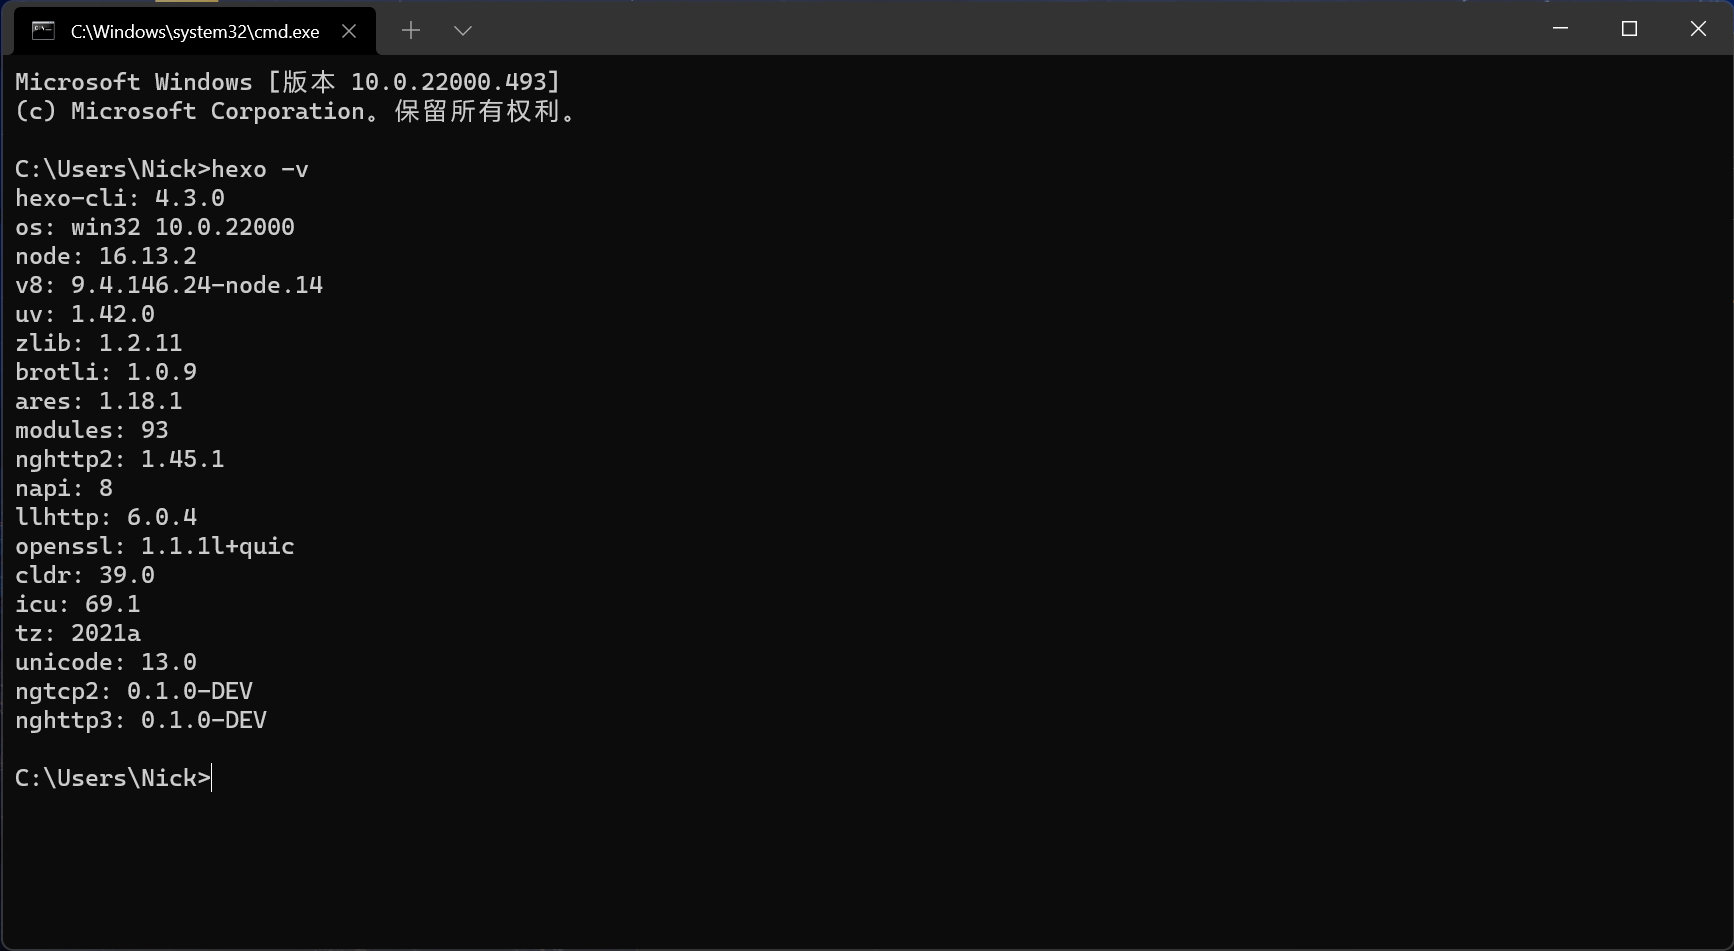 C:\Windows\system32\cmd.exe
Microsoft Windows [版本 10.0.22000.493]
(c) Microsoft Corporation。保留所有权利。
C:\Users\Nick>hexo -v
hexo-cli: 4.3.0
os: win32 10.0.22000
node: 16.13.2
v8: 9.4.146.24-node.14
uv: 1.42.0
zlib: 1.2.11
brotli: 1.0.9
ares: 1.18.1
modules: 93
nghttp2: 1.45.1
napi: 8
llhttp: 6.0.4
openssl: 1.1.1l+quic
cldr: 39.0
icu: 69.1
tz: 2021a
unicode: 13.0
ngtcp2: 0.1.0-DEV
nghttp3: 0.1.0-DEV
C:\Users\Nick>